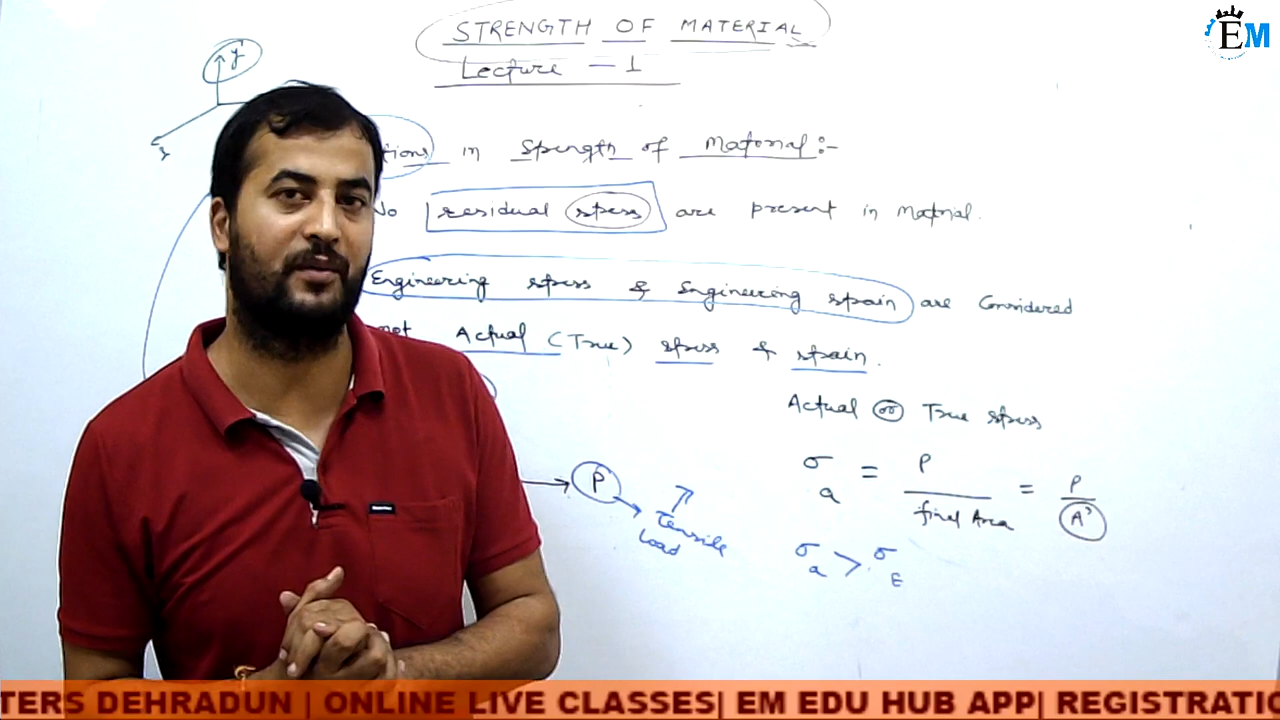 STRENGTH OF MATERIAL
Lecture - 1
EM
y
z
tions in Strength of Material :-
No residual stress are present in Material.
Engineering stress & Engineering strain are Considered
not Actual (True) stress & strain.
Actual or True stress
σa = P / final Area = P / A'
P
Tensile
load
σa > σE
TERS DEHRADUN | ONLINE LIVE CLASSES| EM EDU HUB APP| REGISTRATIO